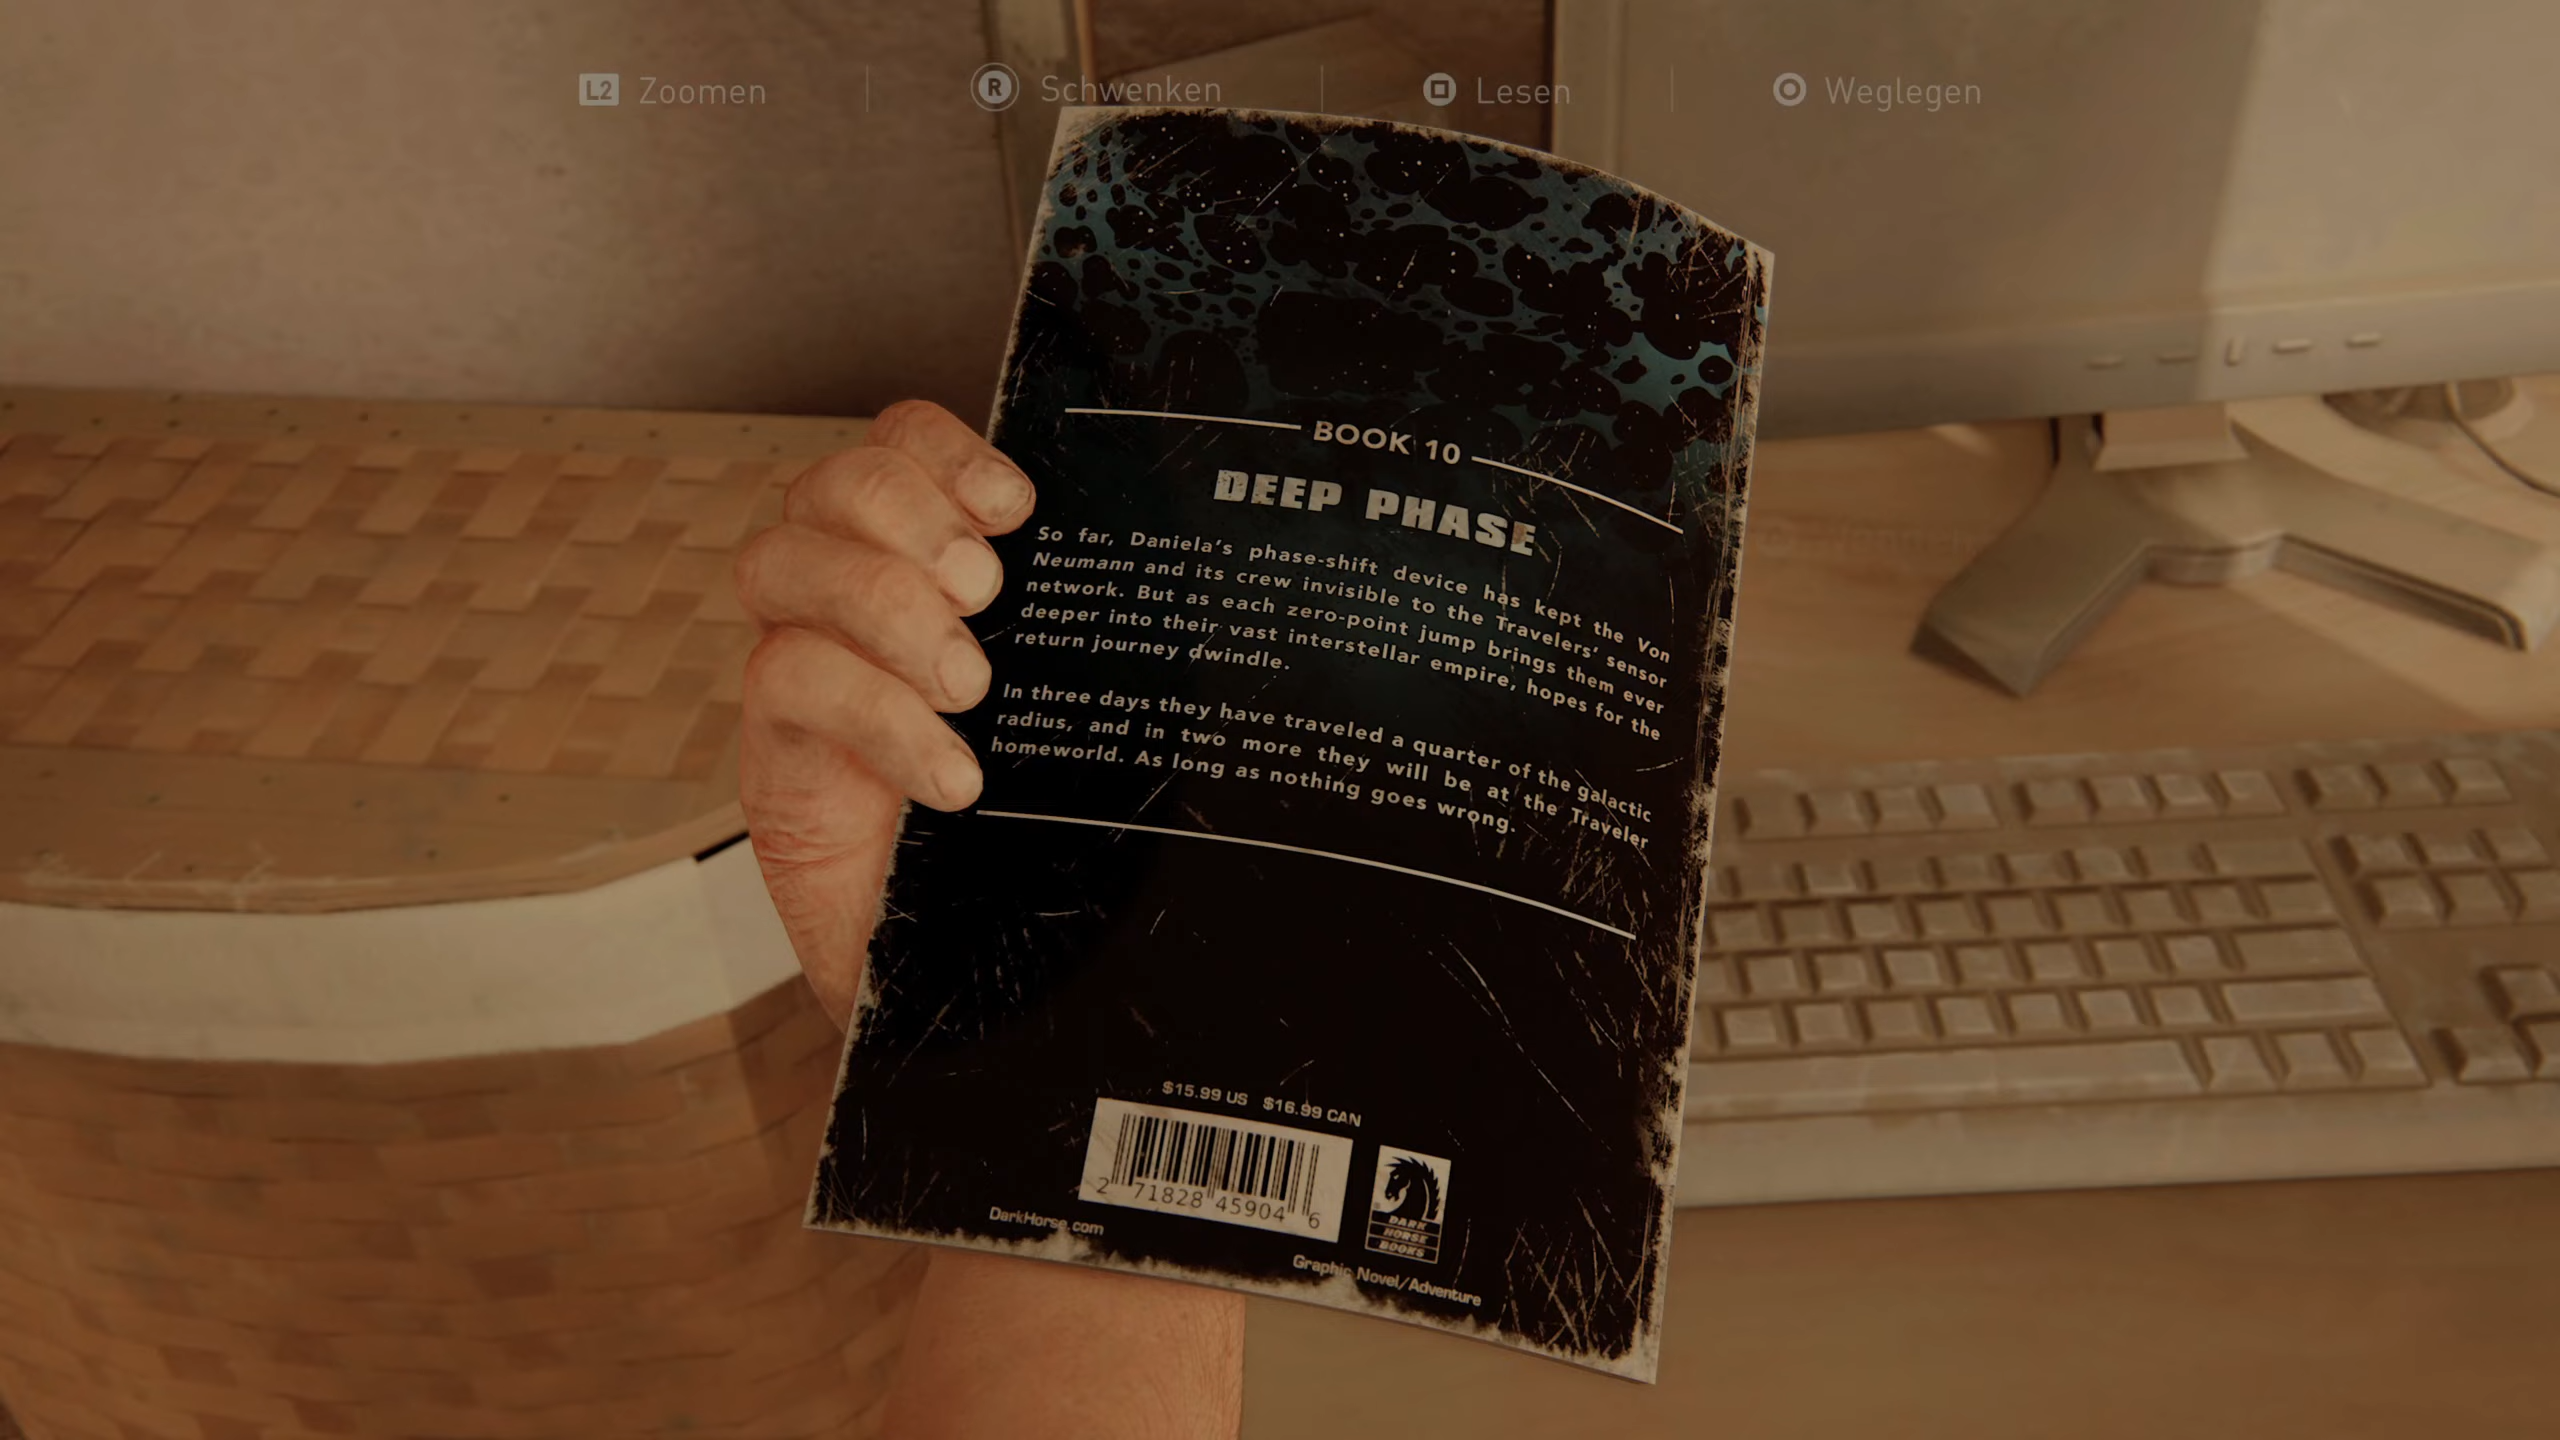 L2 Zoomen
R Schwenken
Lesen
Weglegen
BOOK 10
DEEP PHASE
So far, Daniela's phase-shift device has kept the Von
Neumann and its crew invisible to the Travelers' sensor
network. But as each zero-point jump brings them ever
deeper into their vast interstellar empire, hopes for the
return journey dwindle.
In three days they have traveled a quarter of the galactic
radius, and in two more they will be at the Traveler
homeworld. As long as nothing goes wrong.
$15.99 US $16.99 CAN
2 71828 45904 6
DARK
HORSE
BOOKS
DarkHorse.com
Graphic Novel/Adventure